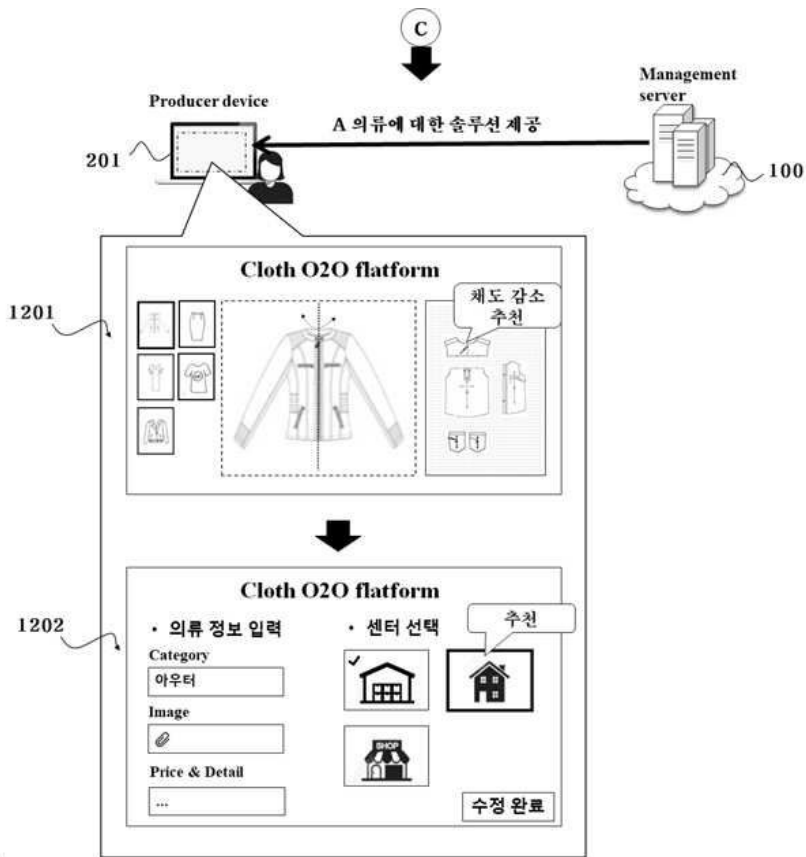 C
Management
server
Producer device
A 의류에 대한 솔루션 제공
201
100
Cloth O2O flatform
채도 감소
추천
1201
Cloth O2O flatform
추천
1202
• 의류 정보 입력
• 센터 선택
Category
아우터
Image
SHOP
Price & Detail
...
수정 완료